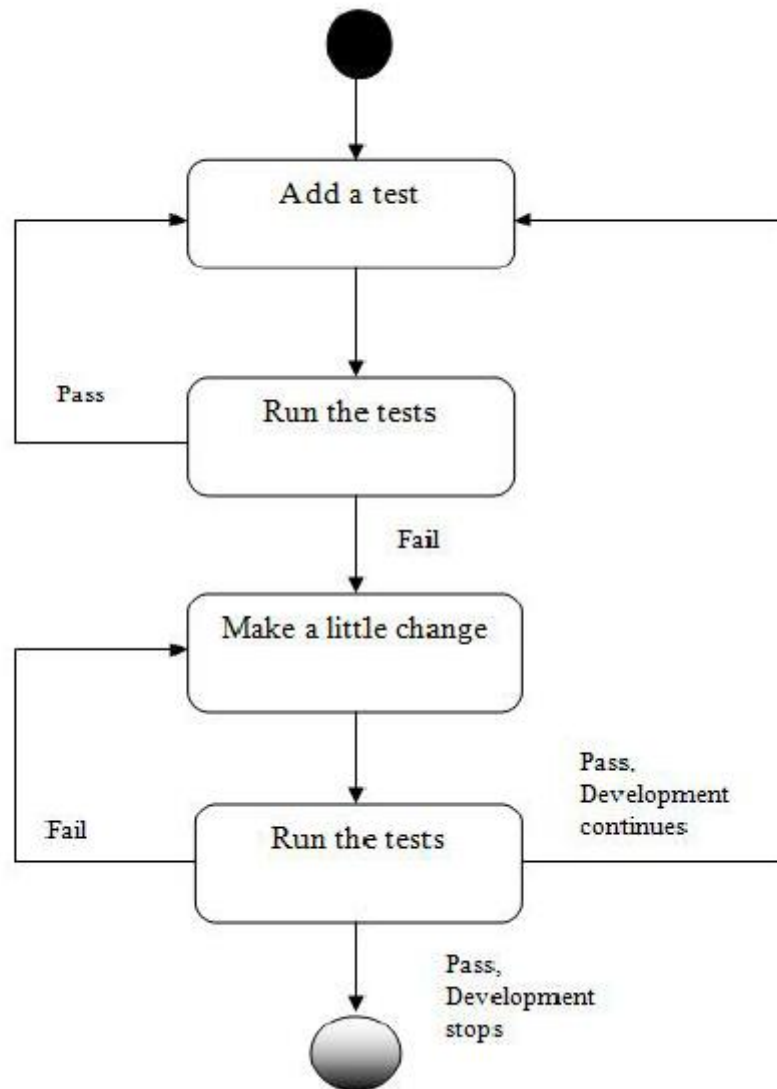 Add a test
Pass
Run the tests
Fail
Make a little change
Pass,
Development
continues
Fail
Run the tests
Pass,
Development
stops